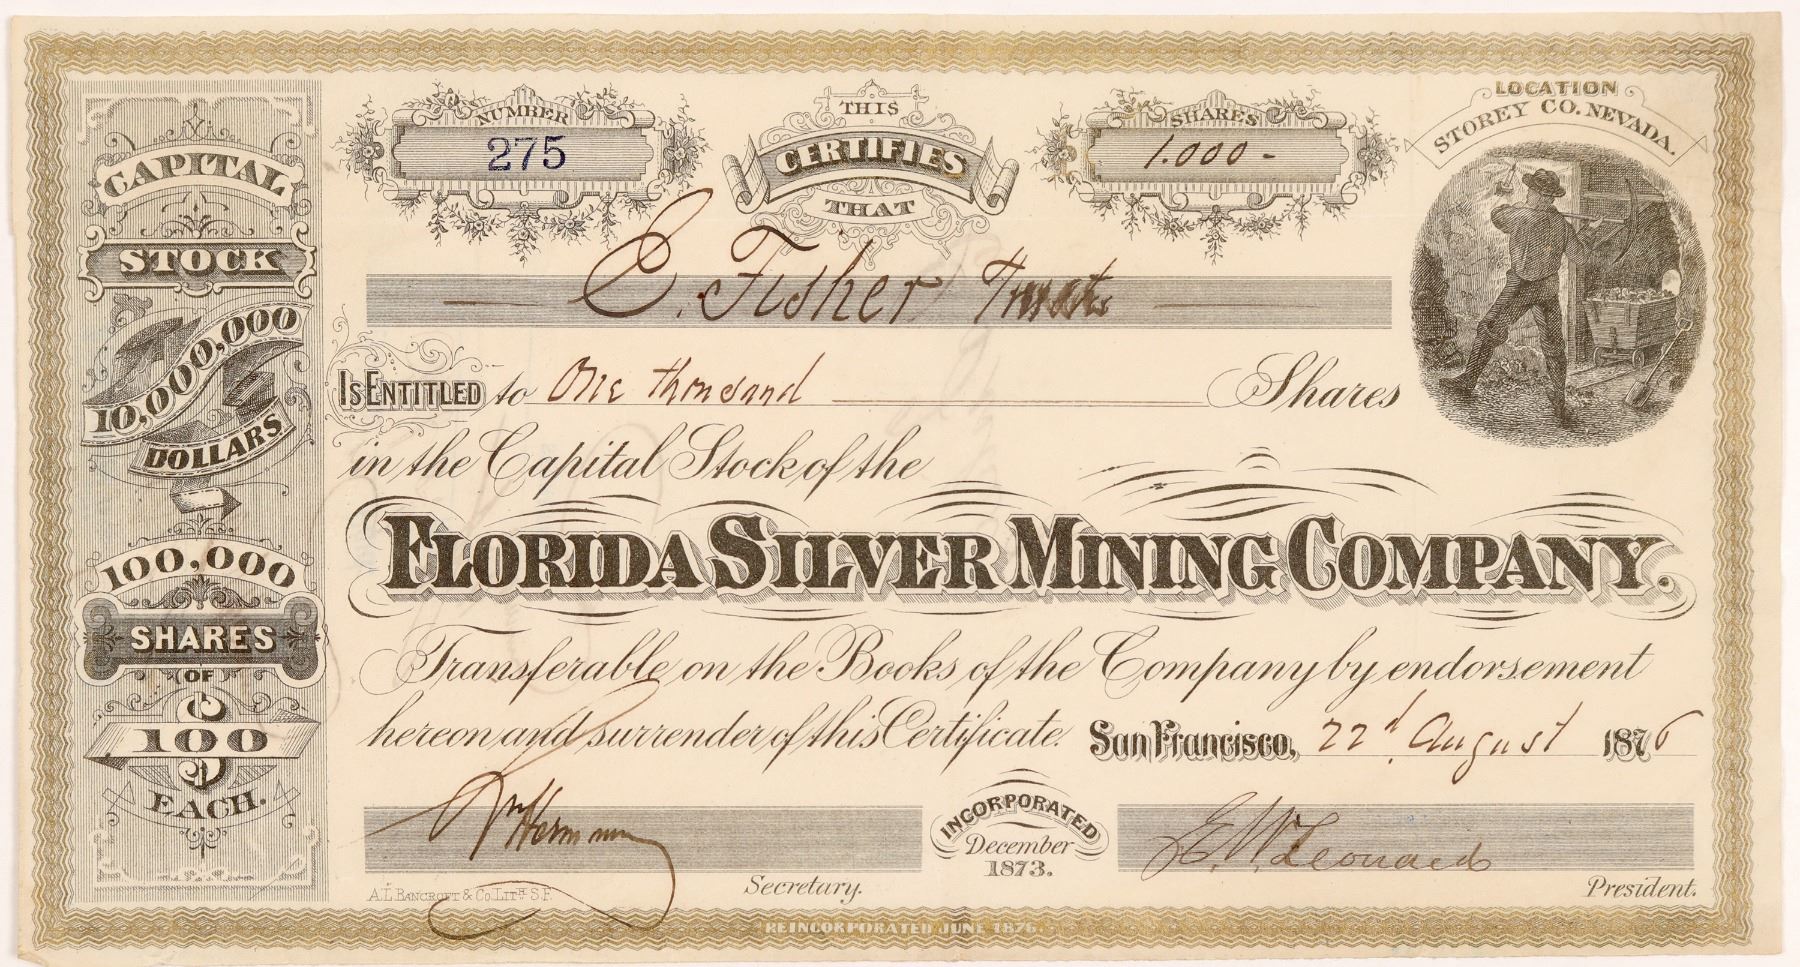 CAPITAL
STOCK
10,000,000
DOLLARS
100,000
SHARES
OF
$100
EACH.
NUMBER
275
THIS
CERTIFIES
THAT
SHARES
1.000-
LOCATION
STOREY CO. NEVADA.
E. Fisher
IS ENTITLED to One thousand Shares
in the Capital Stock of the
FLORIDA SILVER MINING COMPANY.
Transferable on the Books of the Company by endorsement
hereon and surrender of this Certificate. San Francisco, 22d. August 1876
INCORPORATED
December
1873.
E. W. Leonard
Secretary.
President.
A. L. BANCROFT & CO. LITH. S.F.
REINCORPORATED JUNE 1876.